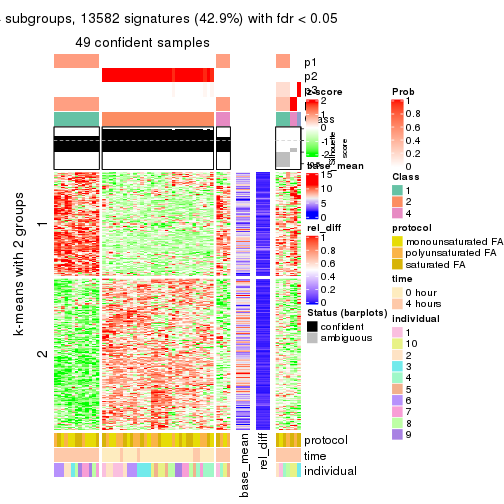 subgroups, 13582 signatures (42.9%) with fdr < 0.05
49 confident samples
p1
p2
z-score
2
1
0
-1
-2
Silhouette
score
base_mean
15
10
5
0
rel_diff
1
0.8
0.6
0.4
0.2
0
Status (barplots)
confident
ambiguous
Prob
1
0.8
0.6
0.4
0.2
0
Class
1
2
4
protocol
monounsaturated FA
polyunsaturated FA
saturated FA
time
0 hour
4 hours
individual
1
10
2
3
4
5
6
7
8
9
k-means with 2 groups
1
2
base_mean
rel_diff
protocol
time
individual